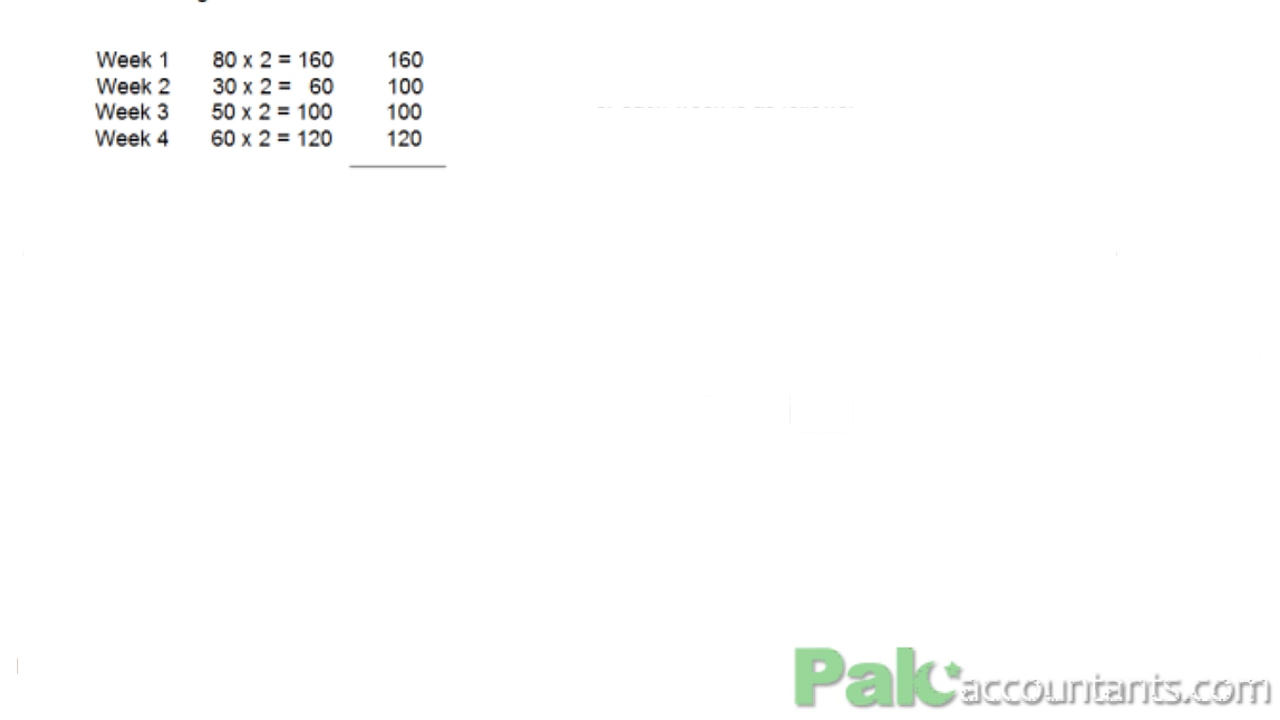 Week 1 80 x 2 = 160 160
Week 2 30 x 2 = 60 100
Week 3 50 x 2 = 100 100
Week 4 60 x 2 = 120 120
Pakaccountants.com